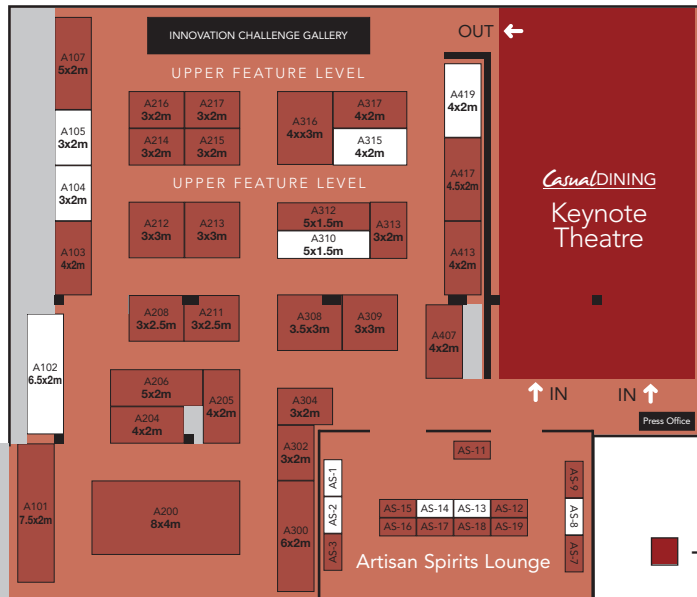 INNOVATION CHALLENGE GALLERY
OUT
UPPER FEATURE LEVEL
A107
5x2m
A216
3x2m
A217
3x2m
A316
4xx3m
A317
4x2m
A419
4x2m
A105
3x2m
A214
3x2m
A215
3x2m
A315
4x2m
A417
4.5x2m
A104
3x2m
UPPER FEATURE LEVEL
CasualDINING
Keynote
Theatre
A103
4x2m
A212
3x3m
A213
3x3m
A312
5x1.5m
A310
5x1.5m
A313
3x2m
A413
4x2m
A208
3x2.5m
A211
3x2.5m
A308
3.5x3m
A309
3x3m
A407
4x2m
A102
6.5x2m
A206
5x2m
A205
4x2m
A204
4x2m
A304
3x2m
IN
IN
Press Office
A302
3x2m
AS-11
A101
7.5x2m
A200
8x4m
A300
6x2m
AS-1
AS-2
AS-3
AS-15
AS-14
AS-13
AS-12
AS-16
AS-17
AS-18
AS-19
AS-9
AS-8
AS-7
Artisan Spirits Lounge